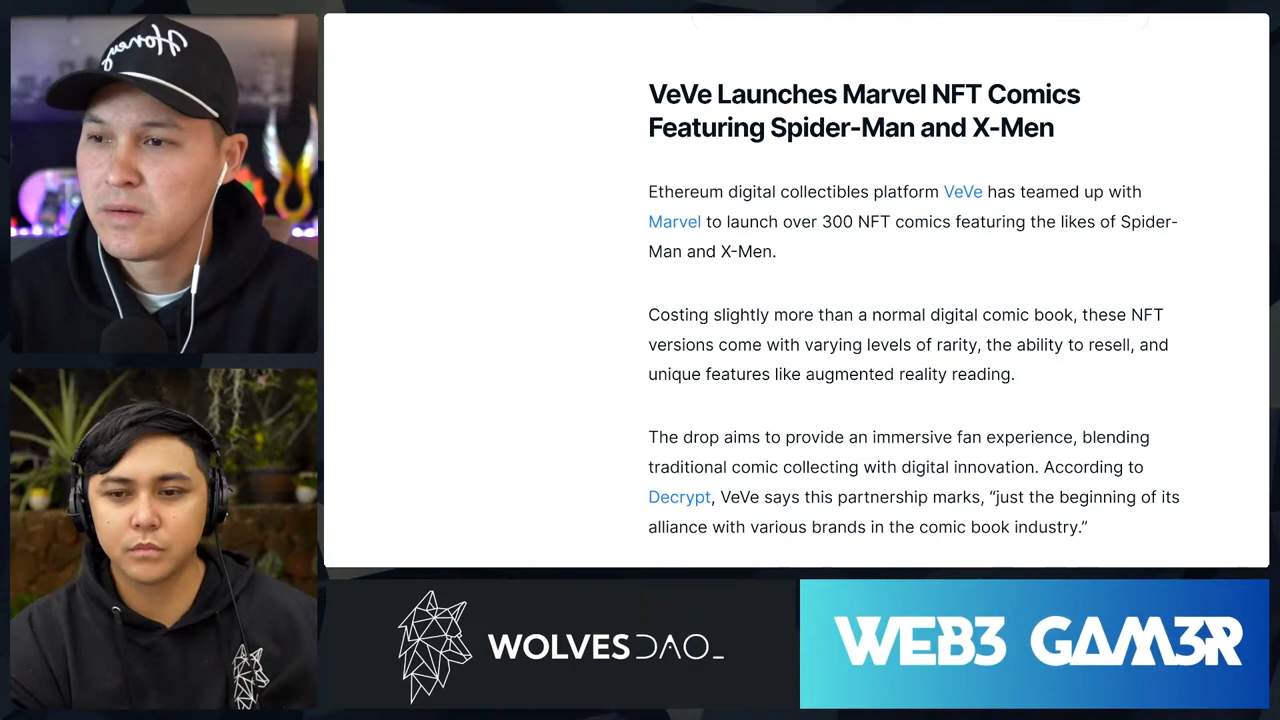 Honey
VeVe Launches Marvel NFT Comics
Featuring Spider-Man and X-Men
Ethereum digital collectibles platform VeVe has teamed up with
Marvel to launch over 300 NFT comics featuring the likes of Spider-
Man and X-Men.
Costing slightly more than a normal digital comic book, these NFT
versions come with varying levels of rarity, the ability to resell, and
unique features like augmented reality reading.
The drop aims to provide an immersive fan experience, blending
traditional comic collecting with digital innovation. According to
Decrypt, VeVe says this partnership marks, “just the beginning of its
alliance with various brands in the comic book industry.”
WOLVESDAO_
WEB3 GAM3R